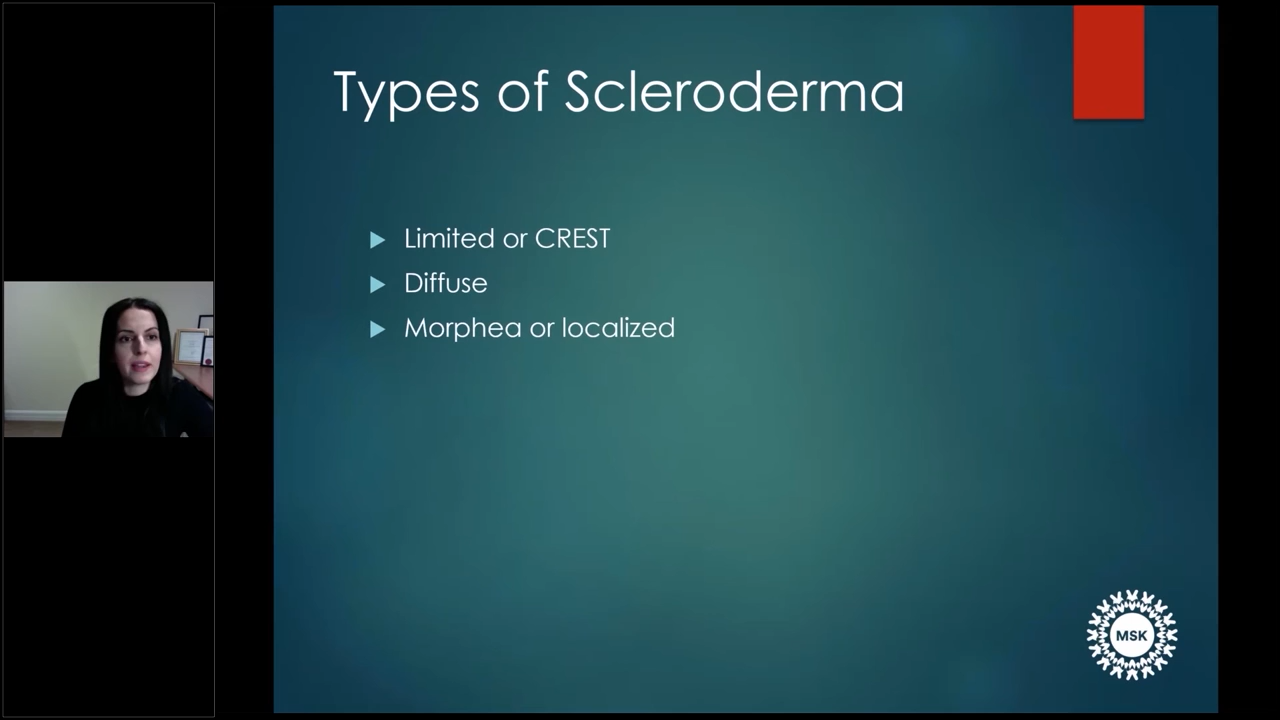 Types of Scleroderma
Limited or CREST
Diffuse
Morphea or localized
MSK